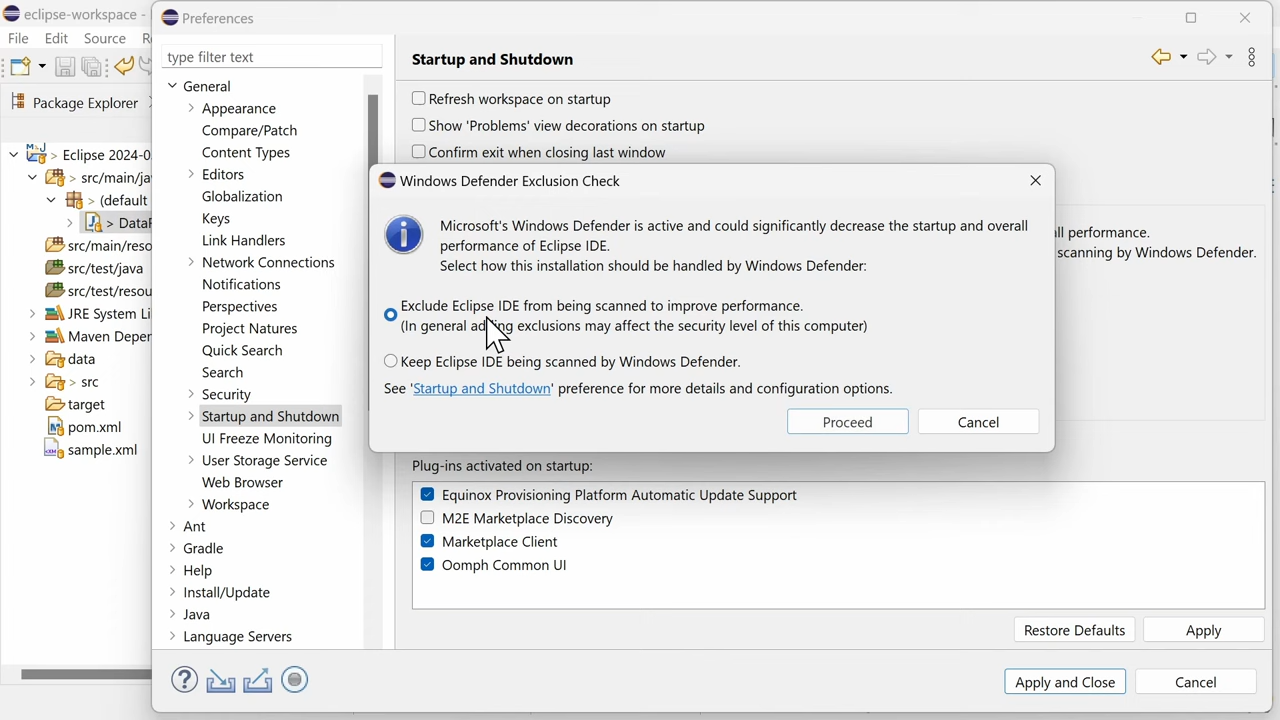 eclipse-workspace -
Preferences
File Edit Source
Package Explorer
type filter text
Startup and Shutdown
General
Appearance
Compare/Patch
Content Types
Editors
Globalization
Keys
Link Handlers
Network Connections
Notifications
Perspectives
Project Natures
Quick Search
Search
Security
Startup and Shutdown
UI Freeze Monitoring
User Storage Service
Web Browser
Workspace
Ant
Gradle
Help
Install/Update
Java
Language Servers
> Eclipse 2024-0
> src/main/ja
> (default
> DataF
src/main/reso
src/test/java
src/test/resou
JRE System Li
Maven Deper
data
> src
target
pom.xml
sample.xml
Refresh workspace on startup
Show 'Problems' view decorations on startup
Confirm exit when closing last window
Windows Defender Exclusion Check
Microsoft's Windows Defender is active and could significantly decrease the startup and overall
performance of Eclipse IDE.
Select how this installation should be handled by Windows Defender:
Exclude Eclipse IDE from being scanned to improve performance.
(In general adding exclusions may affect the security level of this computer)
Keep Eclipse IDE being scanned by Windows Defender.
See 'Startup and Shutdown' preference for more details and configuration options.
Proceed Cancel
all performance.
scanning by Windows Defender.
Plug-ins activated on startup:
Equinox Provisioning Platform Automatic Update Support
M2E Marketplace Discovery
Marketplace Client
Oomph Common UI
Restore Defaults Apply
Apply and Close Cancel